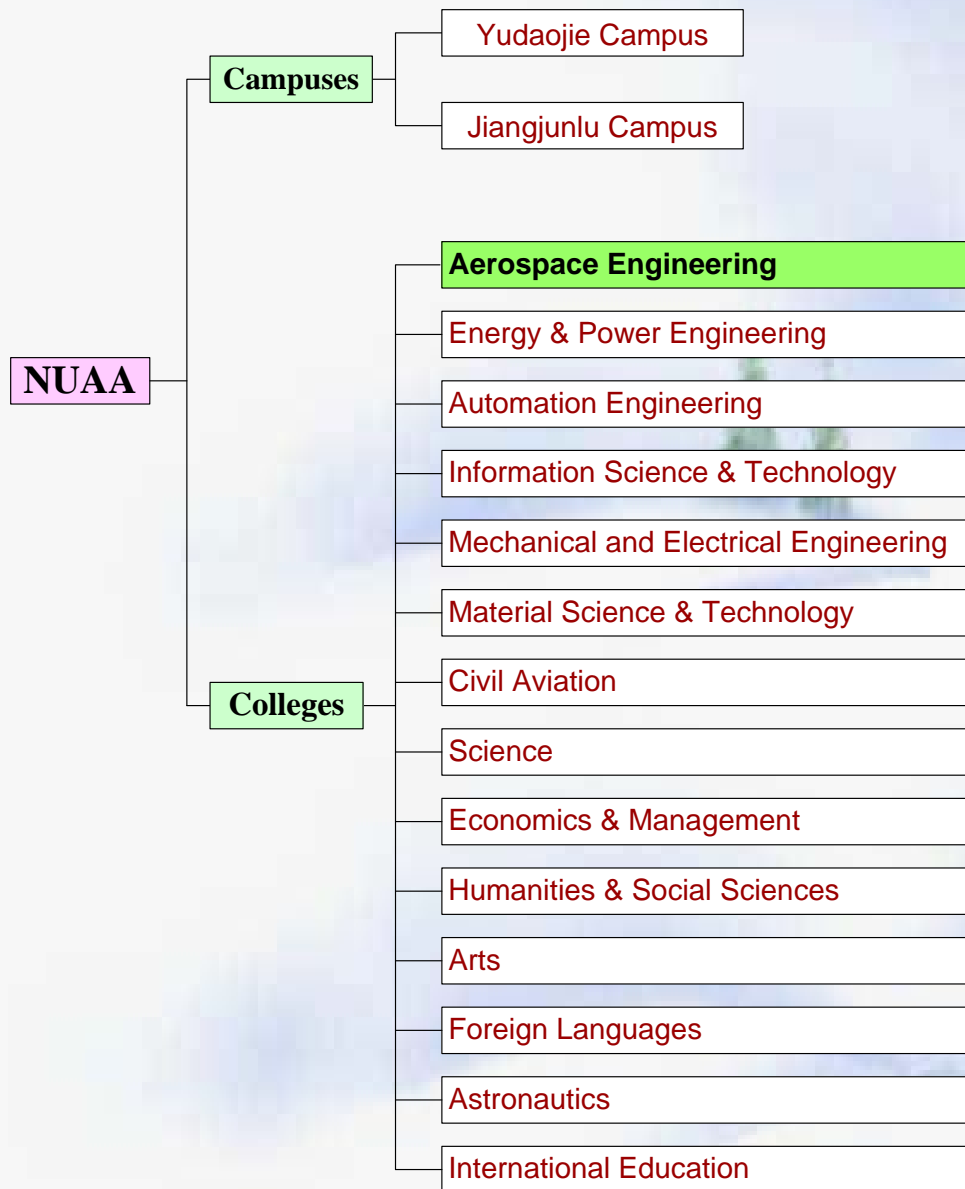 Yudaojie Campus
Campuses
Jiangjunlu Campus
Aerospace Engineering
Energy & Power Engineering
NUAA
Automation Engineering
Information Science & Technology
Mechanical and Electrical Engineering
Material Science & Technology
Civil Aviation
Colleges
Science
Economics & Management
Humanities & Social Sciences
Arts
Foreign Languages
Astronautics
International Education